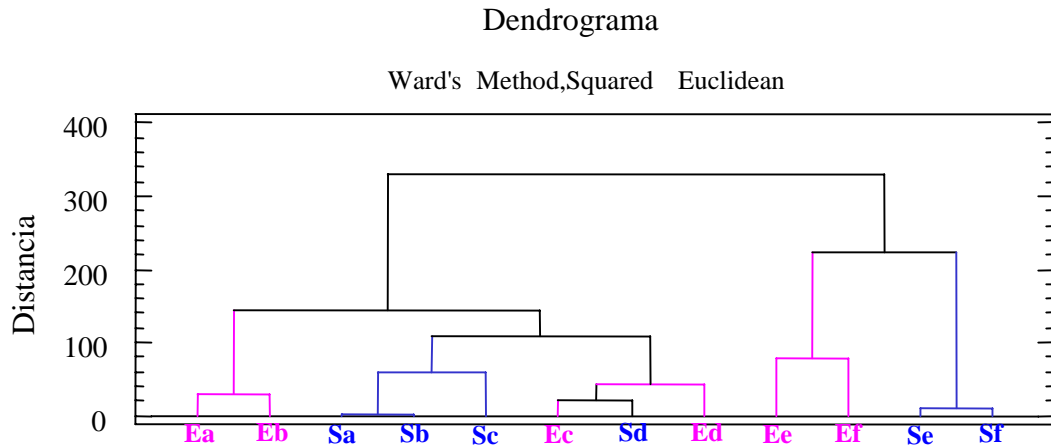 Dendrograma
Ward's Method,Squared Euclidean
400
300
200
100
0
Distancia
Ea Eb Sa Sb Sc Ec Sd Ed Ee Ef Se Sf